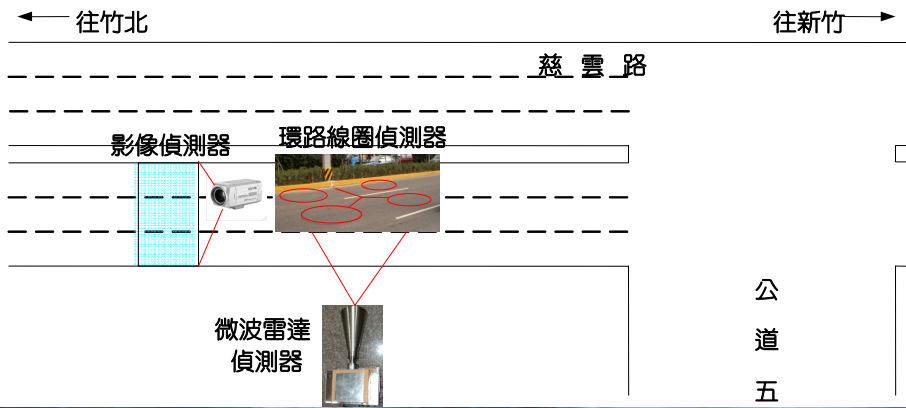 往竹北
往新竹
慈雲路
影像偵測器
環路線圈偵測器
微波雷達
偵測器
公
道
五